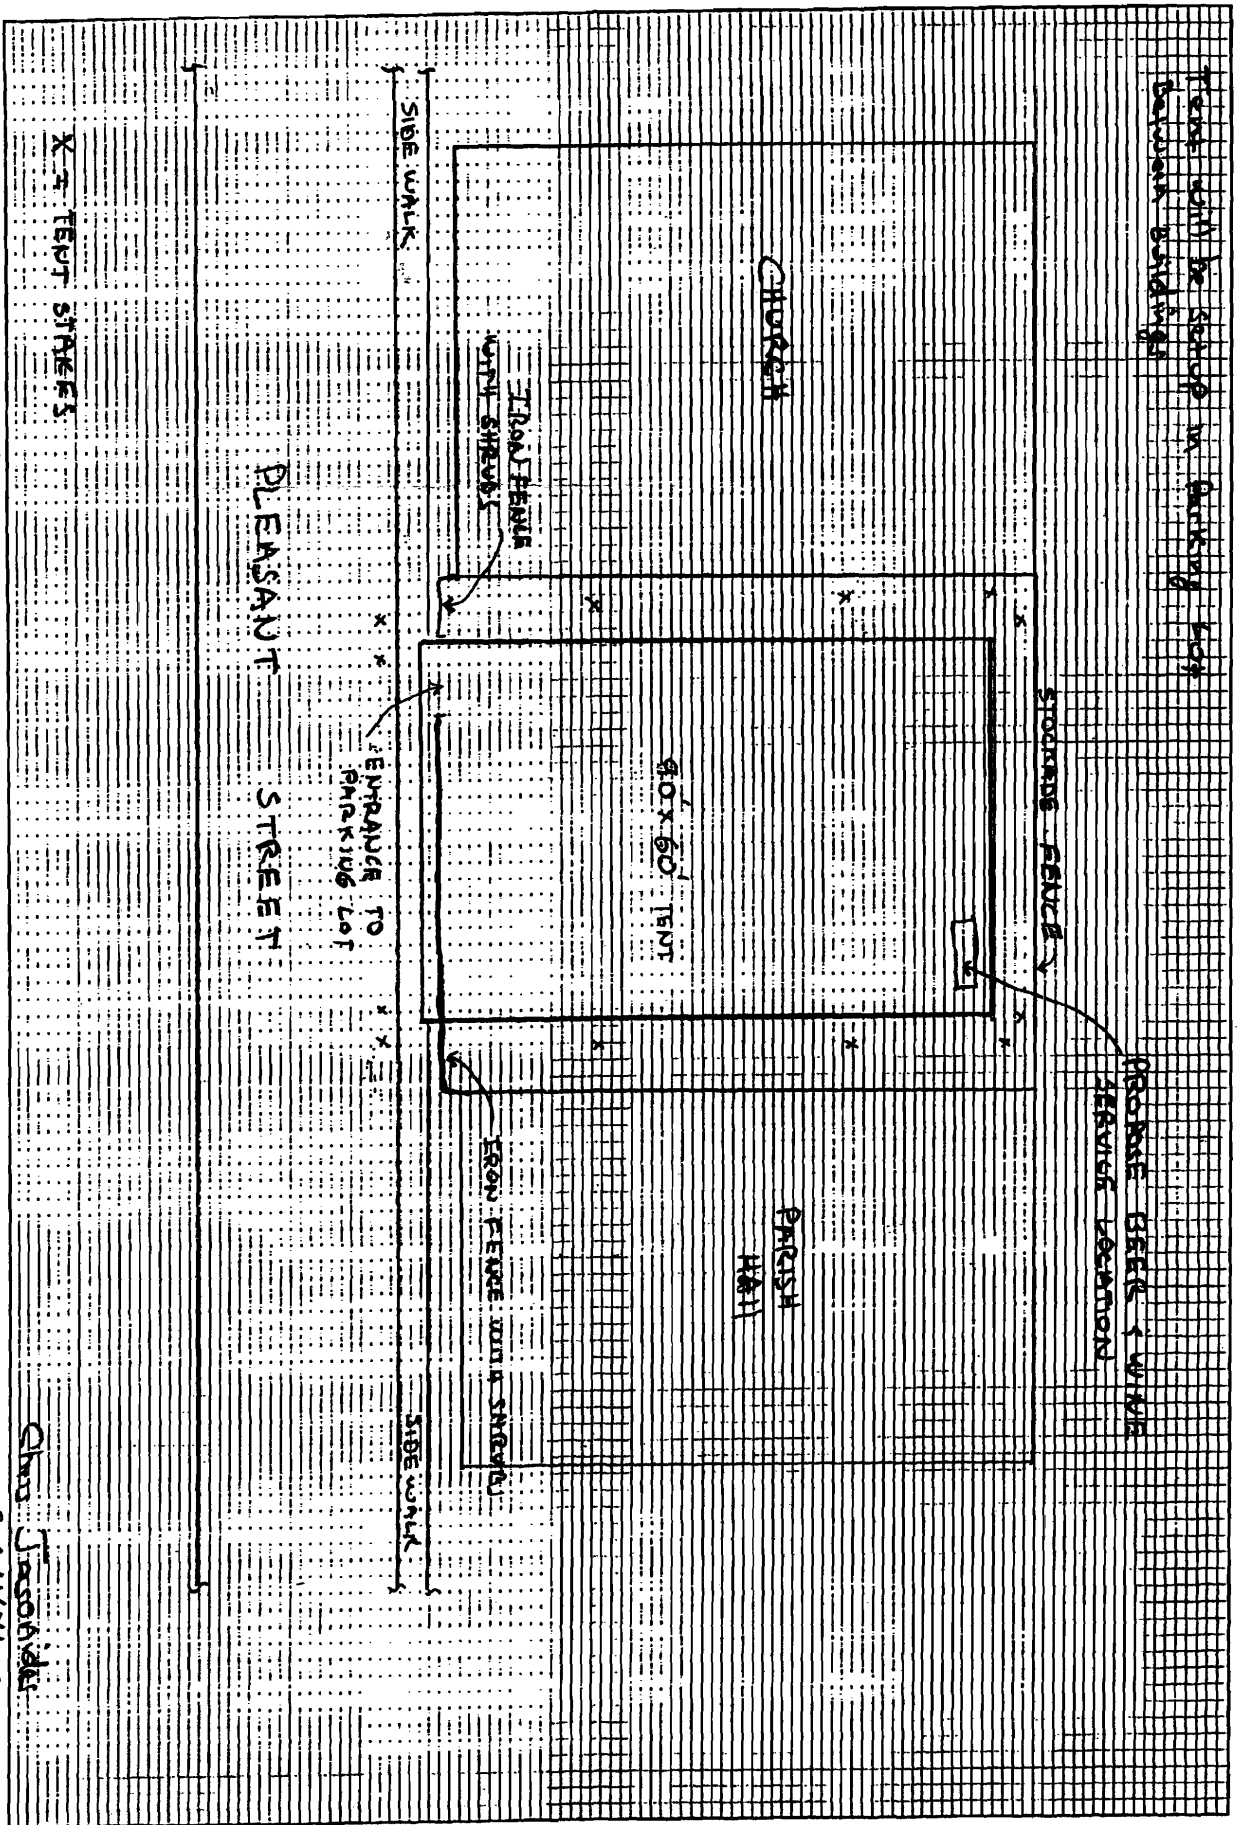 Tent will be setup in Parking Lot
Between Buildings
STOCKADE FENCE
PROPOSE BEER & WINE
SERVICE LOCATION
CHURCH
PARISH
HAll
40' x 60' TENT
IRON FENCE
WITH SHRUBS
IRON FENCE WITH SHRUBS
SIDE WALK
SIDE WALK
ENTRANCE TO
PARKING LOT
PLEASANT STREET
X = TENT STAKES
Chris